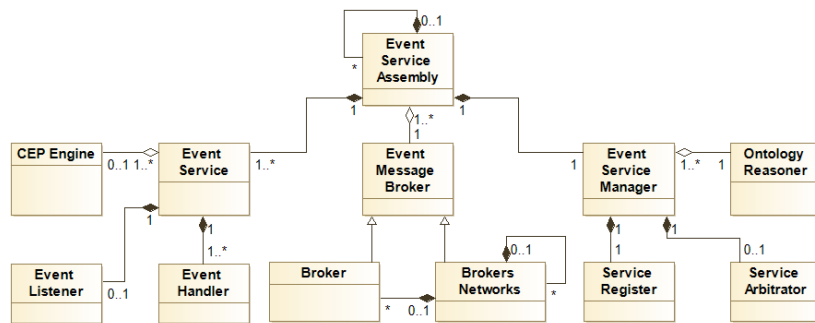 0..1
*
Event
Service
Assembly
1
1
1..*
1
CEP Engine
0..1
1..*
Event
Service
1..*
Event
Message
Broker
1
Event
Service
Manager
1..*
1
Ontology
Reasoner
1
1
1..*
0..1
0..1
*
1
1
1
0..1
Event
Listener
Event
Handler
Broker
*
0..1
Brokers
Networks
Service
Register
Service
Arbitrator